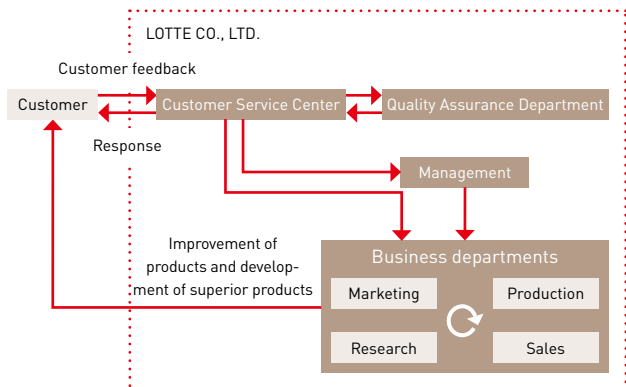 LOTTE CO., LTD.
Customer feedback
Customer
Customer Service Center
Quality Assurance Department
Response
Management
Improvement of
products and develop-
ment of superior products
Business departments
Marketing
Production
Research
Sales